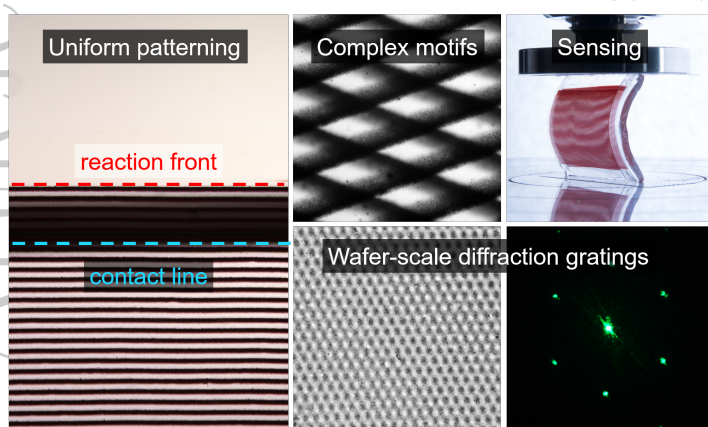 Uniform patterning
Complex motifs
Sensing
reaction front
contact line
Wafer-scale diffraction gratings